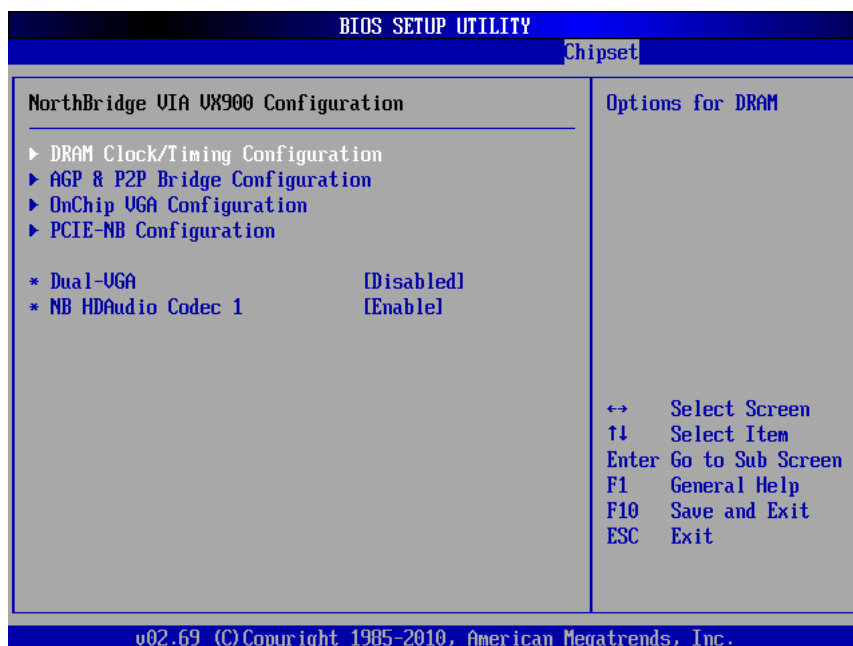 BIOS SETUP UTILITY
Chipset
NorthBridge VIA VX900 Configuration
▶ DRAM Clock/Timing Configuration
▶ AGP & P2P Bridge Configuration
▶ OnChip VGA Configuration
▶ PCIE-NB Configuration
* Dual-VGA [Disabled]
* NB HDAudio Codec 1 [Enable]
Options for DRAM
↔ Select Screen
↑↓ Select Item
Enter Go to Sub Screen
F1 General Help
F10 Save and Exit
ESC Exit
v02.69 (C)Copyright 1985-2010, American Megatrends, Inc.